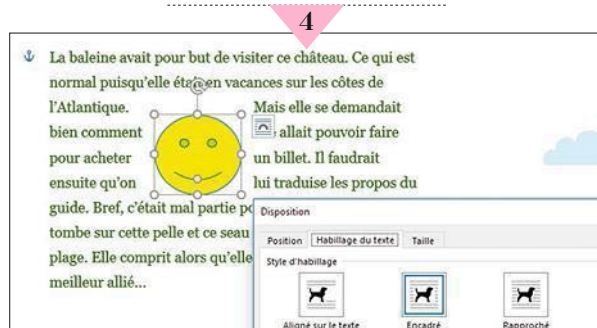 4
La baleine avait pour but de visiter ce château. Ce qui est
normal puisqu'elle était en vacances sur les côtes de
l'Atlantique. Mais elle se demandait
bien comment allait pouvoir faire
pour acheter un billet. Il faudrait
ensuite qu'on lui traduise les propos du
guide. Bref, c'était mal partie
tombe sur cette pelle et ce seau
plage. Elle comprit alors qu'elle
meilleur allié...
Disposition
Position Habillage du texte Taille
Style d'habillage
Aligné sur le texte Encadré Rapproché